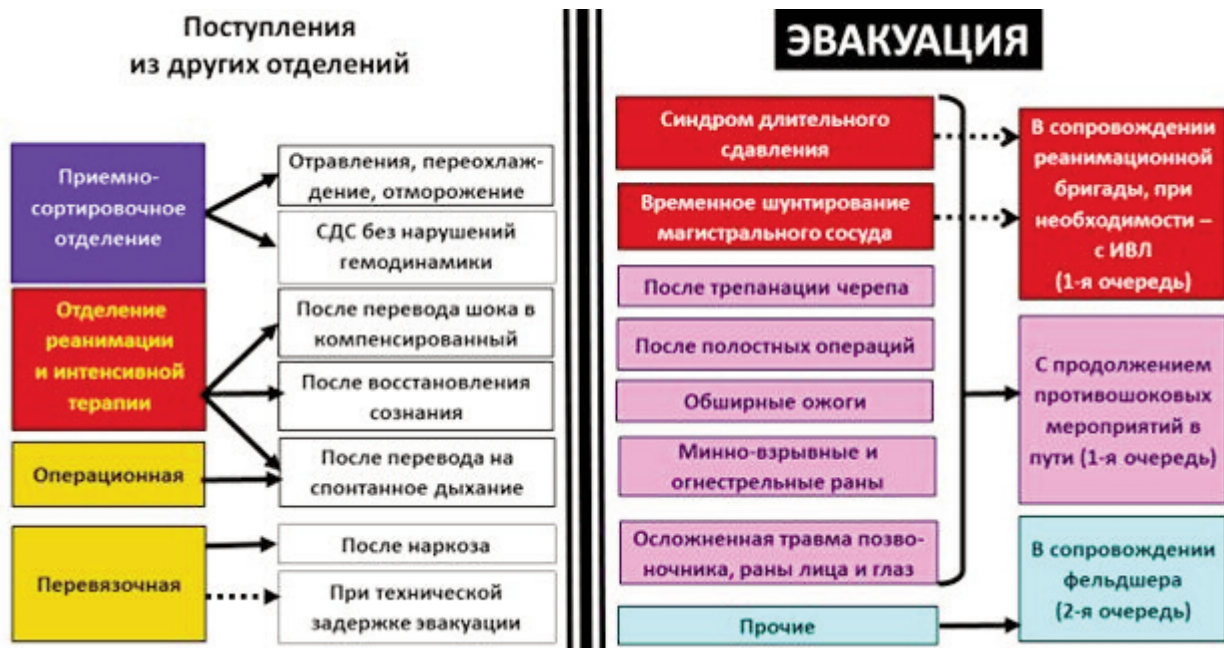 Поступления
из других отделений
Приемно-
сортировочное
отделение
Отравления, переохлаж-
дение, отморожение
СДС без нарушений
гемодинамики
Отделение
реанимации
и интенсивной
терапии
После перевода шока в
компенсированный
После восстановления
сознания
Операционная
После перевода на
спонтанное дыхание
Перевязочная
После наркоза
При технической
задержке эвакуации
ЭВАКУАЦИЯ
Синдром длительного
сдавления
Временное шунтирование
магистрального сосуда
После трепанации черепа
После полостных операций
Обширные ожоги
Минно-взрывные и
огнестрельные раны
Осложненная травма позво-
ночника, раны лица и глаз
Прочие
В сопровождении
реанимационной
бригады, при
необходимости –
с ИВЛ
(1-я очередь)
С продолжением
противошоковых
мероприятий в
пути (1-я очередь)
В сопровождении
фельдшера
(2-я очередь)